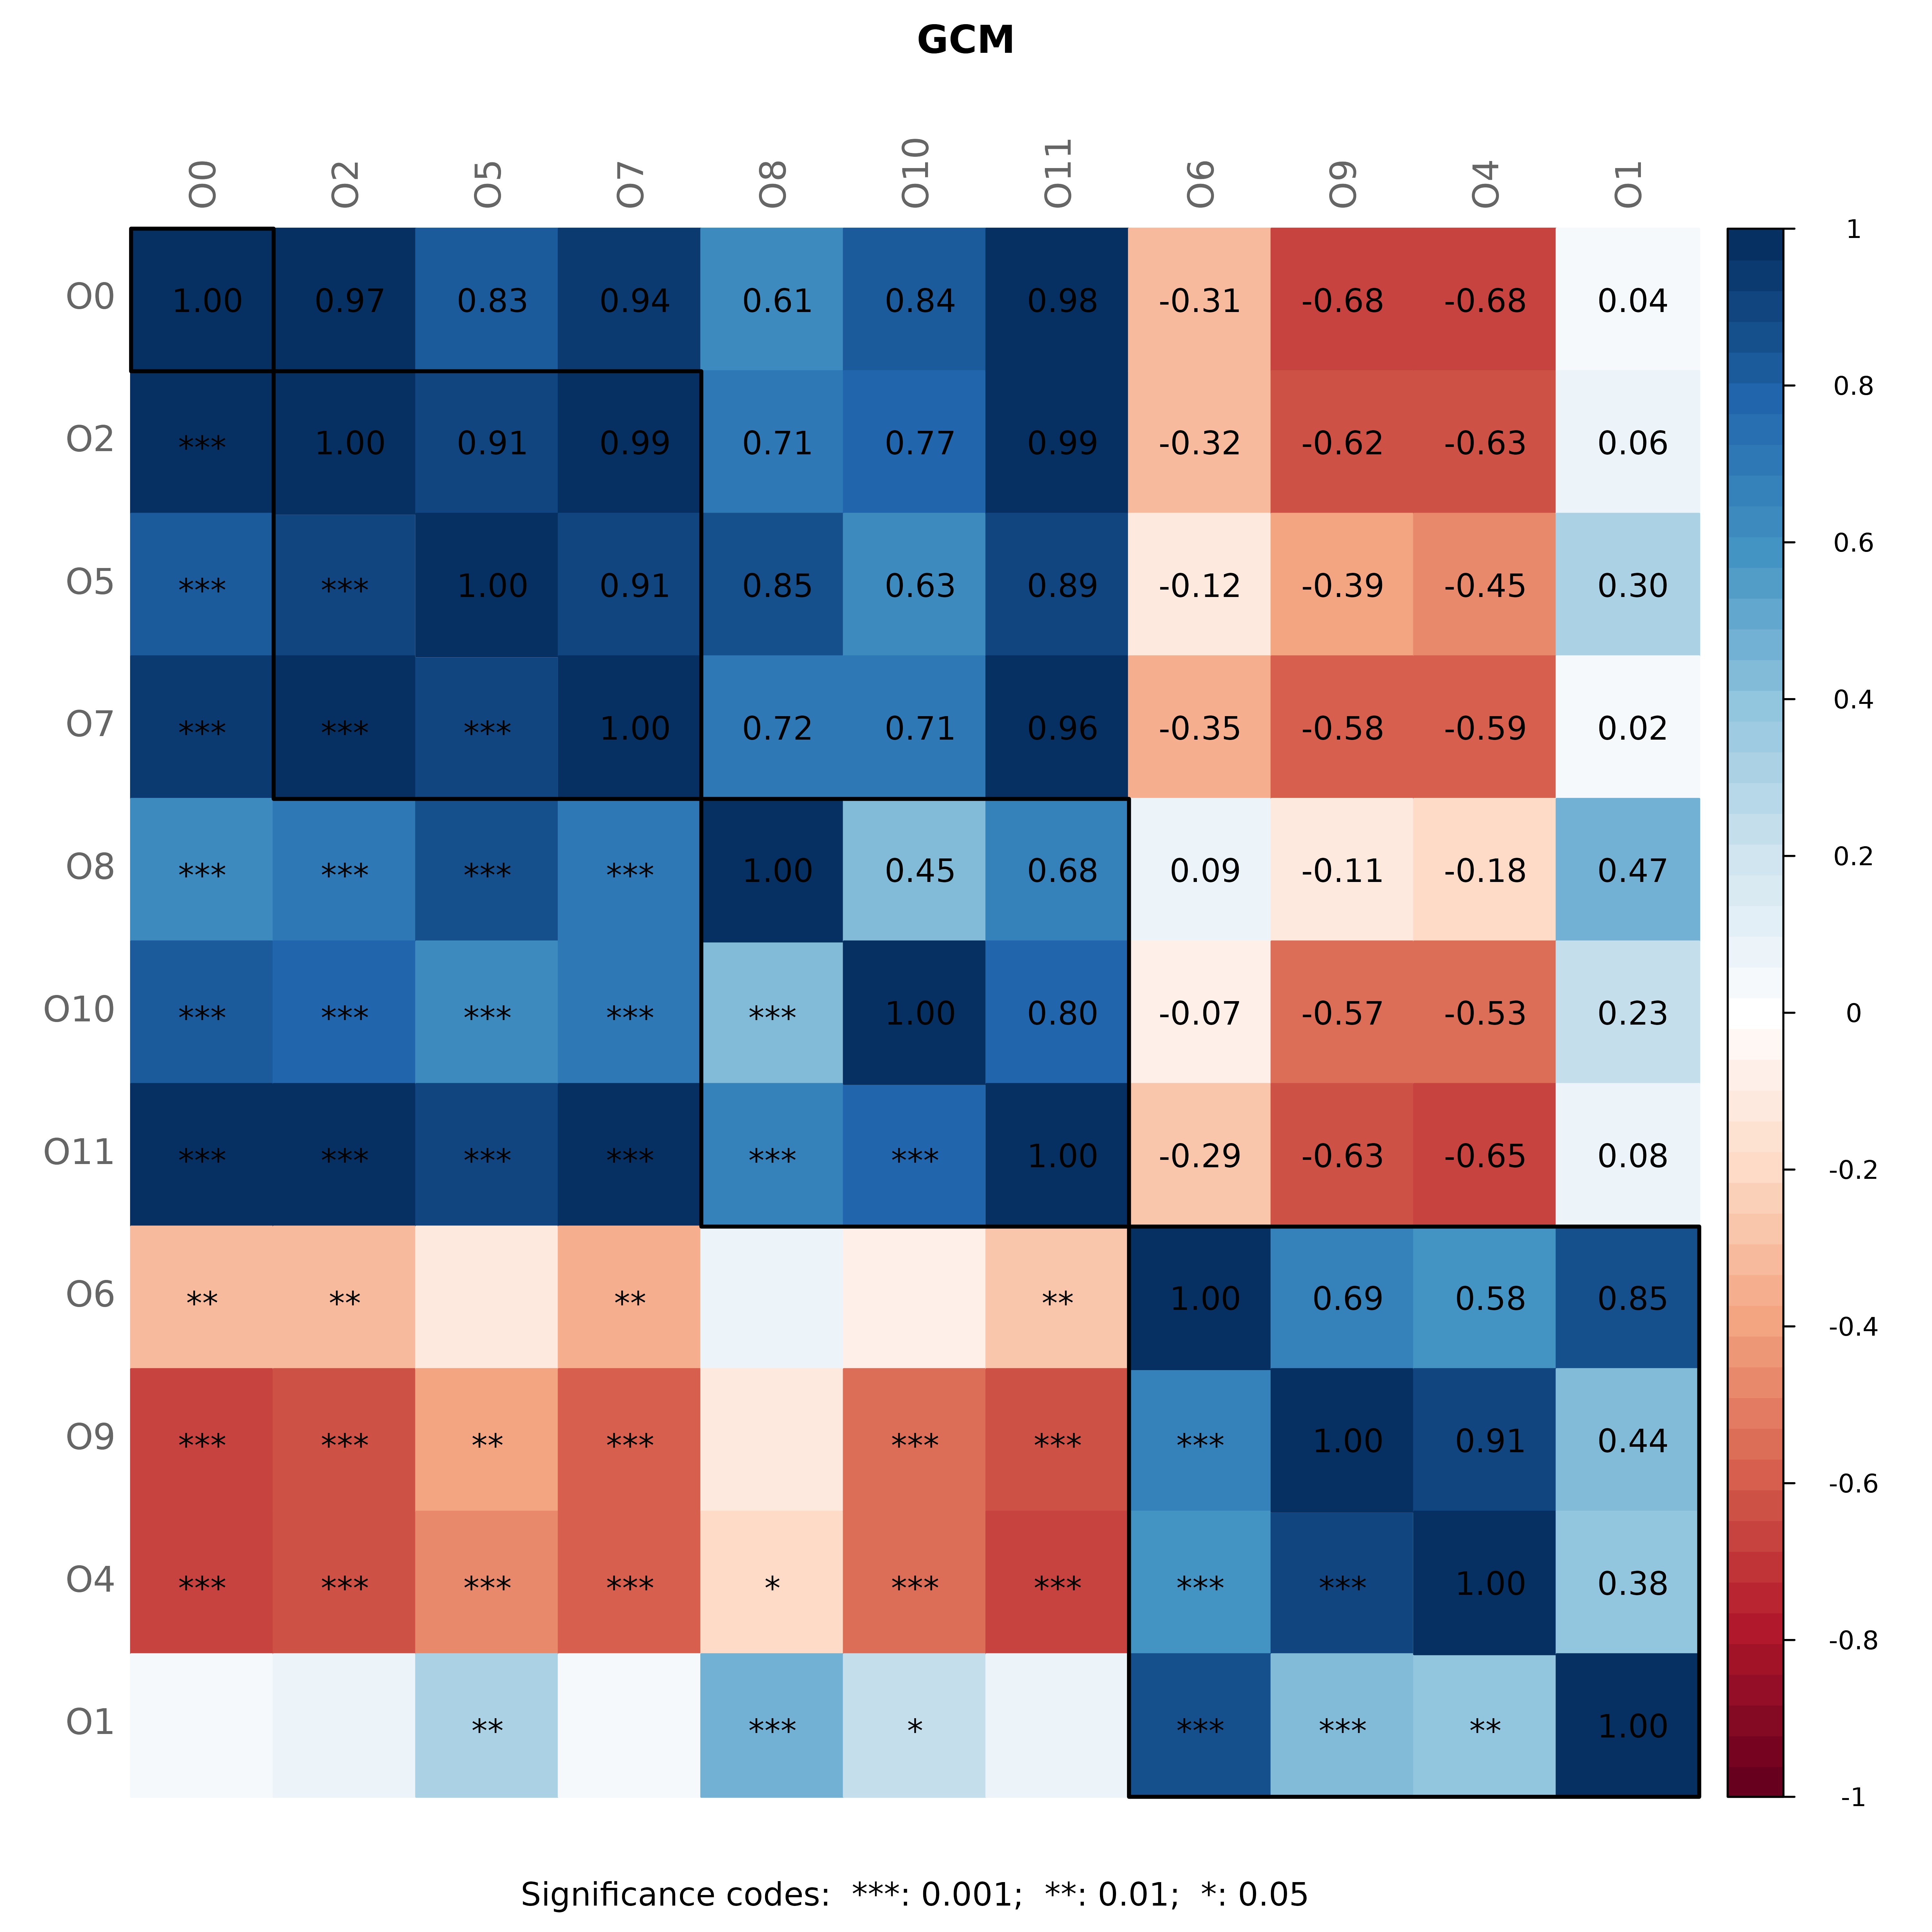 GCM
O0 O2 O5 O7 O8 O10 O11 O6 O9 O4 O1
O0 1.00 0.97 0.83 0.94 0.61 0.84 0.98 -0.31 -0.68 -0.68 0.04
O2 *** 1.00 0.91 0.99 0.71 0.77 0.99 -0.32 -0.62 -0.63 0.06
O5 *** *** 1.00 0.91 0.85 0.63 0.89 -0.12 -0.39 -0.45 0.30
O7 *** *** *** 1.00 0.72 0.71 0.96 -0.35 -0.58 -0.59 0.02
O8 *** *** *** *** 1.00 0.45 0.68 0.09 -0.11 -0.18 0.47
O10 *** *** *** *** *** 1.00 0.80 -0.07 -0.57 -0.53 0.23
O11 *** *** *** *** *** *** 1.00 -0.29 -0.63 -0.65 0.08
O6 ** ** ** ** 1.00 0.69 0.58 0.85
O9 *** *** ** *** *** *** *** 1.00 0.91 0.44
O4 *** *** *** *** * *** *** *** *** 1.00 0.38
O1 ** *** * *** *** ** 1.00
1
0.8
0.6
0.4
0.2
0
-0.2
-0.4
-0.6
-0.8
-1
Significance codes: ***: 0.001; **: 0.01; *: 0.05